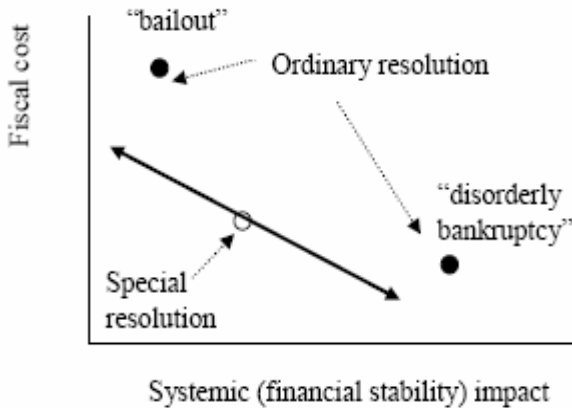 “bailout”
Fiscal cost
Ordinary resolution
“disorderly
bankruptcy”
Special
resolution
Systemic (financial stability) impact